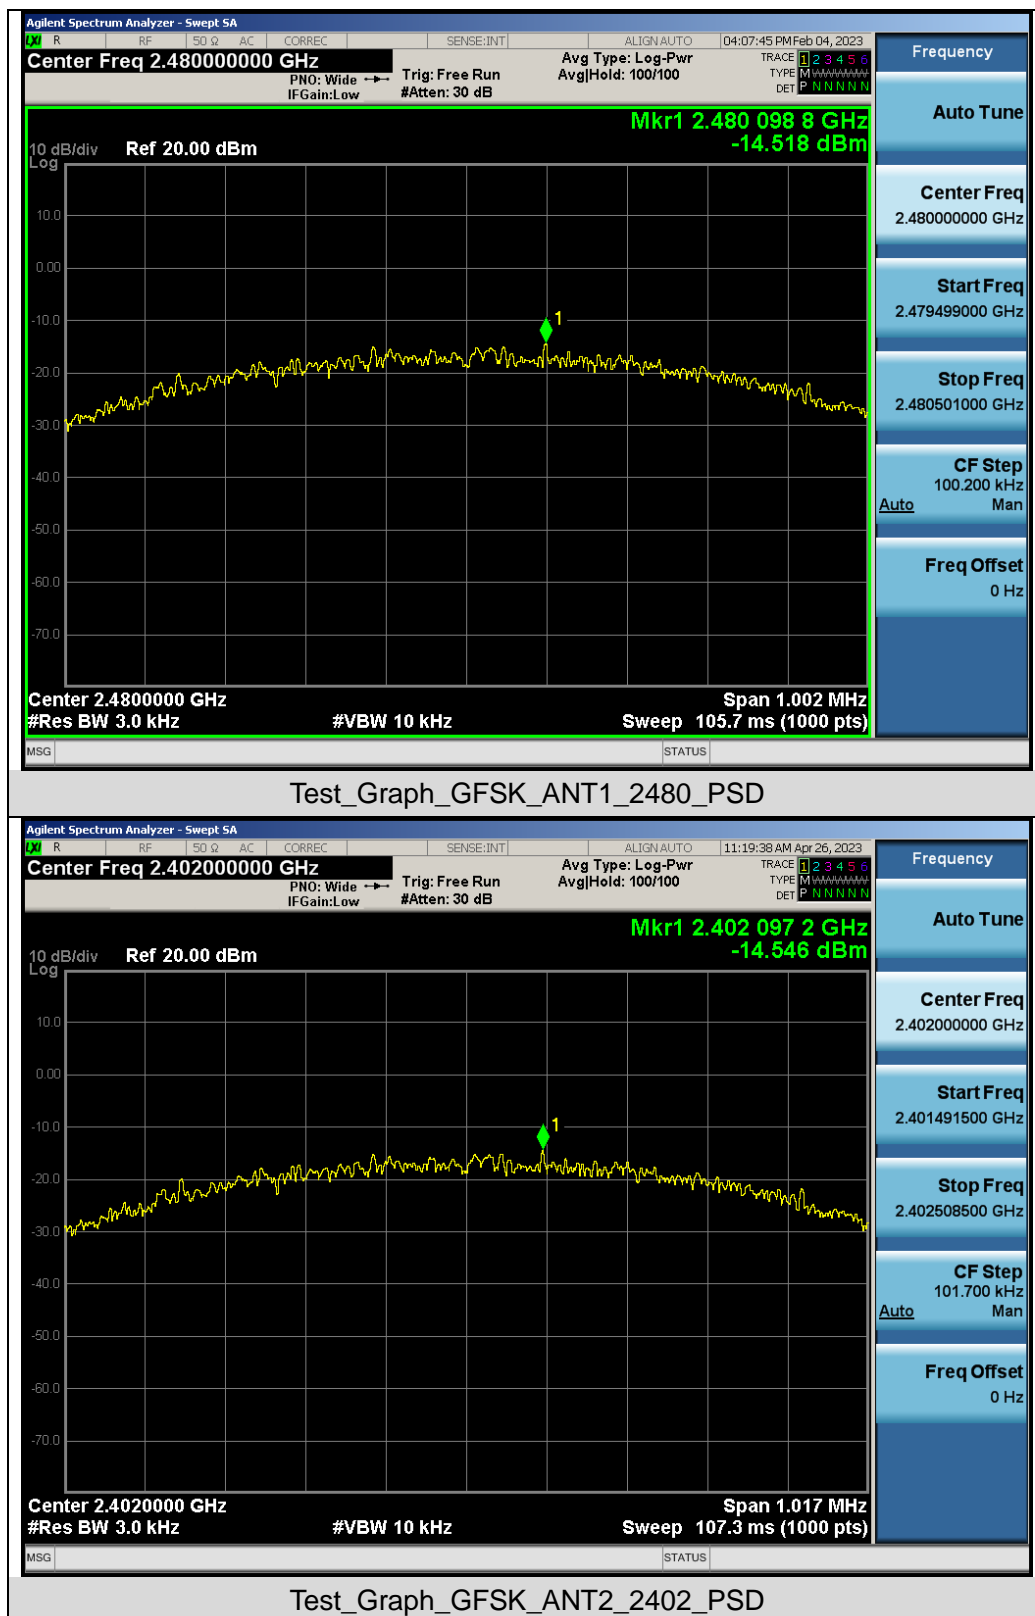 Agilent Spectrum Analyzer - Swept SA
LXI R RF 50 Ω AC CORREC SENSE:INT ALIGN AUTO 04:07:45 PM Feb 04, 2023
Center Freq 2.480000000 GHz
PNO: Wide
IFGain:Low
Trig: Free Run
#Atten: 30 dB
Avg Type: Log-Pwr
Avg|Hold: 100/100
TRACE 1 2 3 4 5 6
TYPE M WWWWW
DET P N N N N N
Mkr1 2.480 098 8 GHz
-14.518 dBm
10 dB/div Ref 20.00 dBm
Log
10.0
0.00
-10.0
-20.0
-30.0
-40.0
-50.0
-60.0
-70.0
1
Center 2.4800000 GHz Span 1.002 MHz
#Res BW 3.0 kHz #VBW 10 kHz Sweep 105.7 ms (1000 pts)
MSG STATUS
Frequency
Auto Tune
Center Freq
2.480000000 GHz
Start Freq
2.479499000 GHz
Stop Freq
2.480501000 GHz
CF Step
100.200 kHz
Auto Man
Freq Offset
0 Hz
Test_Graph_GFSK_ANT1_2480_PSD
Agilent Spectrum Analyzer - Swept SA
LXI R RF 50 Ω AC CORREC SENSE:INT ALIGN AUTO 11:19:38 AM Apr 26, 2023
Center Freq 2.402000000 GHz
PNO: Wide
IFGain:Low
Trig: Free Run
#Atten: 30 dB
Avg Type: Log-Pwr
Avg|Hold: 100/100
TRACE 1 2 3 4 5 6
TYPE M WWWWW
DET P N N N N N
Mkr1 2.402 097 2 GHz
-14.546 dBm
10 dB/div Ref 20.00 dBm
Log
10.0
0.00
-10.0
-20.0
-30.0
-40.0
-50.0
-60.0
-70.0
1
Center 2.4020000 GHz Span 1.017 MHz
#Res BW 3.0 kHz #VBW 10 kHz Sweep 107.3 ms (1000 pts)
MSG STATUS
Frequency
Auto Tune
Center Freq
2.402000000 GHz
Start Freq
2.401491500 GHz
Stop Freq
2.402508500 GHz
CF Step
101.700 kHz
Auto Man
Freq Offset
0 Hz
Test_Graph_GFSK_ANT2_2402_PSD